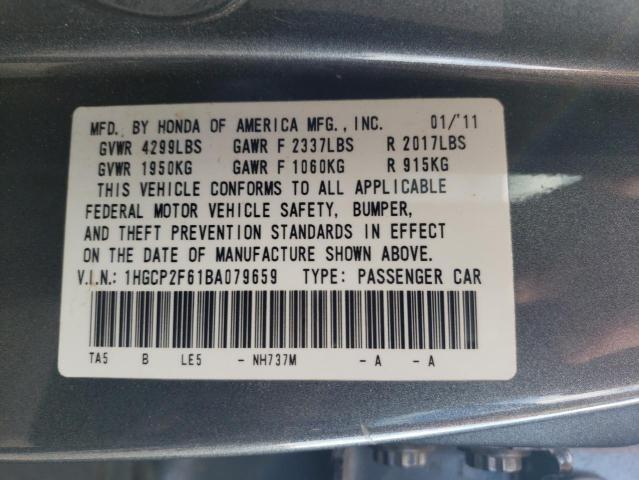 MFD. BY HONDA OF AMERICA MFG., INC. 01/'11
GVWR 4299LBS GAWR F 2337LBS R 2017LBS
GVWR 1950KG GAWR F 1060KG R 915KG
THIS VEHICLE CONFORMS TO ALL APPLICABLE
FEDERAL MOTOR VEHICLE SAFETY, BUMPER,
AND THEFT PREVENTION STANDARDS IN EFFECT
ON THE DATE OF MANUFACTURE SHOWN ABOVE.
V.I.N.: 1HGCP2F61BA079659 TYPE: PASSENGER CAR
TA5 B LE5 - NH737M - A - A